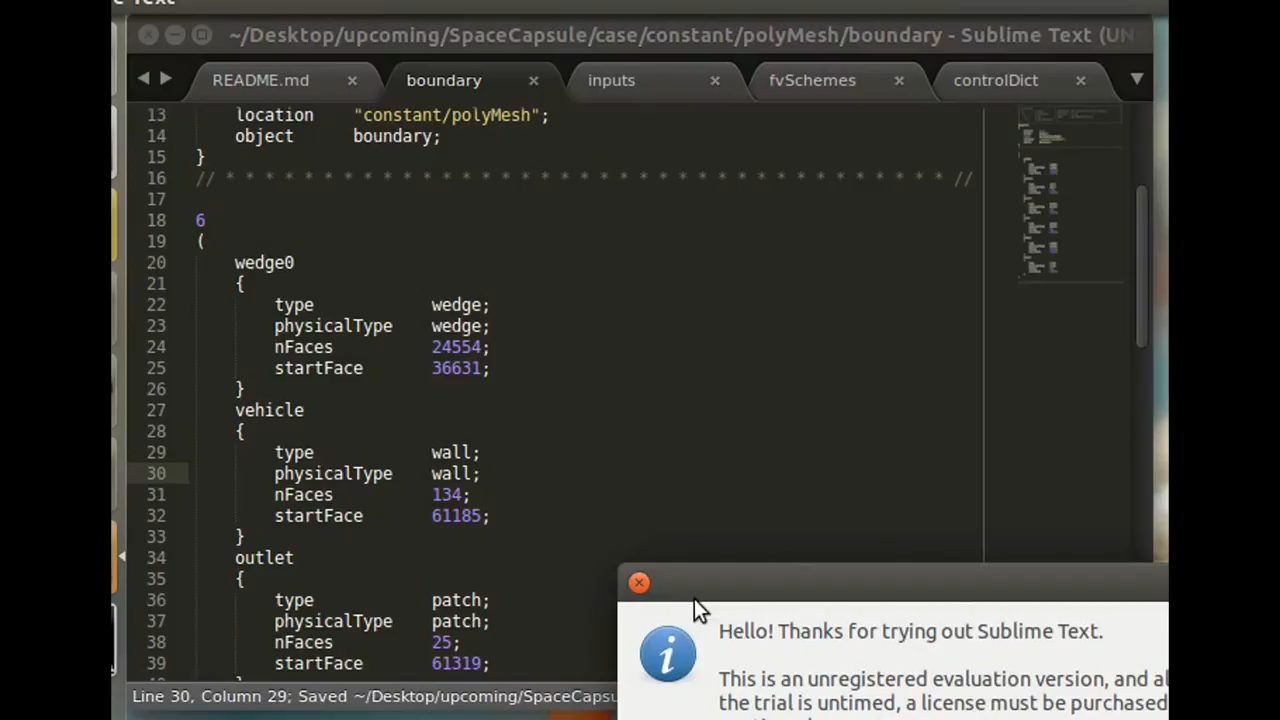 ~/Desktop/upcoming/SpaceCapsule/case/constant/polyMesh/boundary - Sublime Text (UN
README.md × boundary × inputs × fvSchemes × controlDict ×
13 location "constant/polyMesh";
14 object boundary;
15 }
16 // * * * * * * * * * * * * * * * * * * * * * * * * * * * * * * * * * * * * * //
17
18 6
19 (
20 wedge0
21 {
22 type wedge;
23 physicalType wedge;
24 nFaces 24554;
25 startFace 36631;
26 }
27 vehicle
28 {
29 type wall;
30 physicalType wall;
31 nFaces 134;
32 startFace 61185;
33 }
34 outlet
35 {
36 type patch;
37 physicalType patch;
38 nFaces 25;
39 startFace 61319;
Line 30, Column 29; Saved ~/Desktop/upcoming/SpaceCapsu
Hello! Thanks for trying out Sublime Text.
This is an unregistered evaluation version, and al
the trial is untimed, a license must be purchased